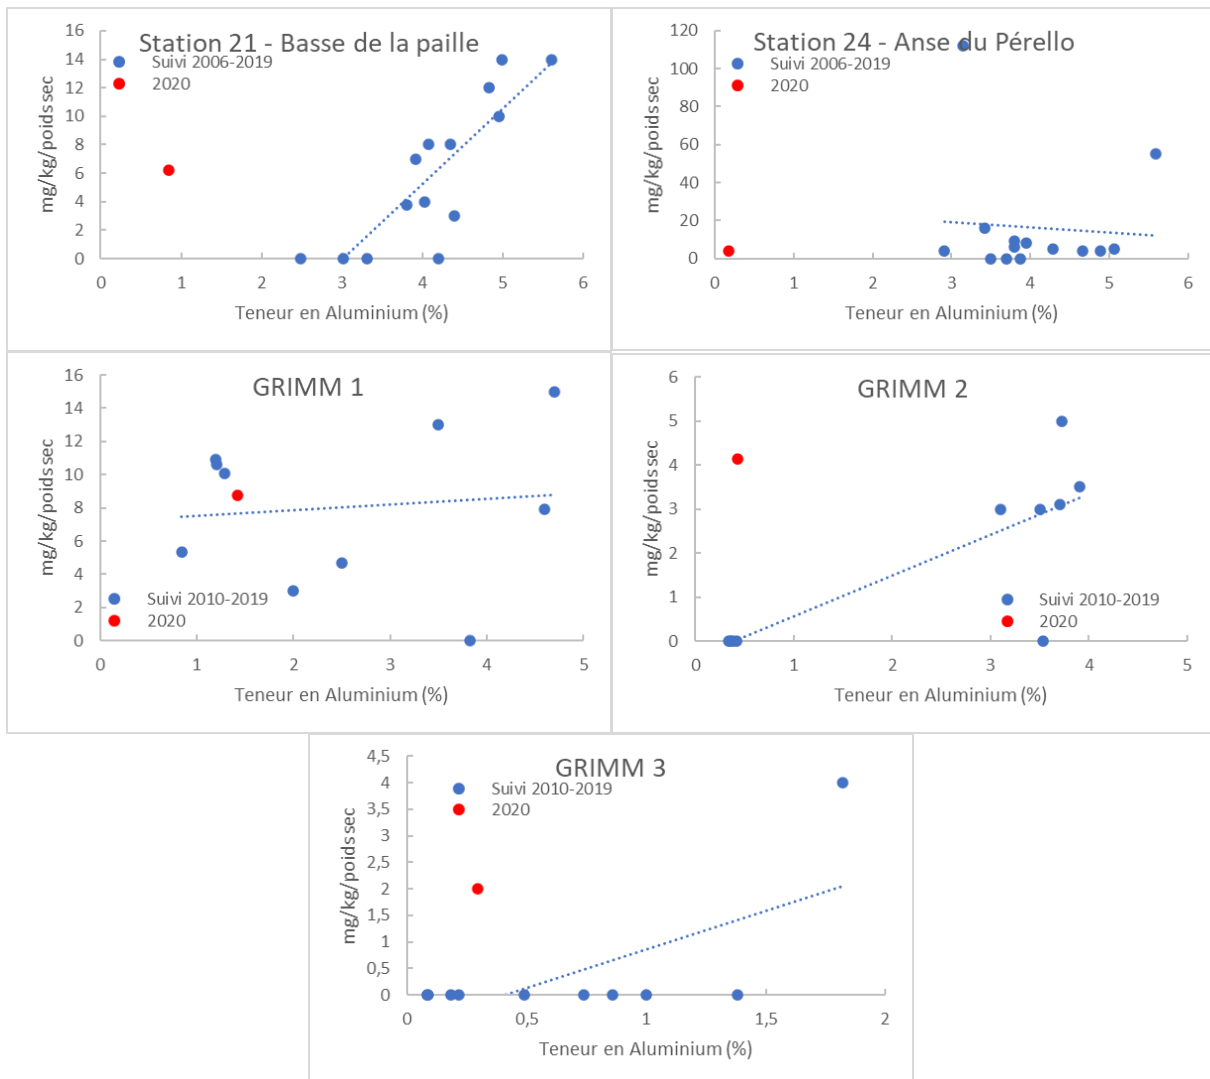 Station 21 - Basse de la paille
Suivi 2006-2019
2020
mg/kg/poids sec
16
14
12
10
8
6
4
2
0
0 1 2 3 4 5 6
Teneur en Aluminium (%)
Station 24 - Anse du Pérello
Suivi 2006-2019
2020
mg/kg/poids sec
120
100
80
60
40
20
0
0 1 2 3 4 5 6
Teneur en Aluminium (%)
GRIMM 1
mg/kg/poids sec
16
14
12
10
8
6
4
2
0
Suivi 2010-2019
2020
0 1 2 3 4 5
Teneur en Aluminium (%)
GRIMM 2
mg/kg/poids sec
6
5
4
3
2
1
0
Suivi 2010-2019
2020
0 1 2 3 4 5
Teneur en Aluminium (%)
GRIMM 3
Suivi 2010-2019
2020
mg/kg/poids sec
4,5
4
3,5
3
2,5
2
1,5
1
0,5
0
0 0,5 1 1,5 2
Teneur en Aluminium (%)